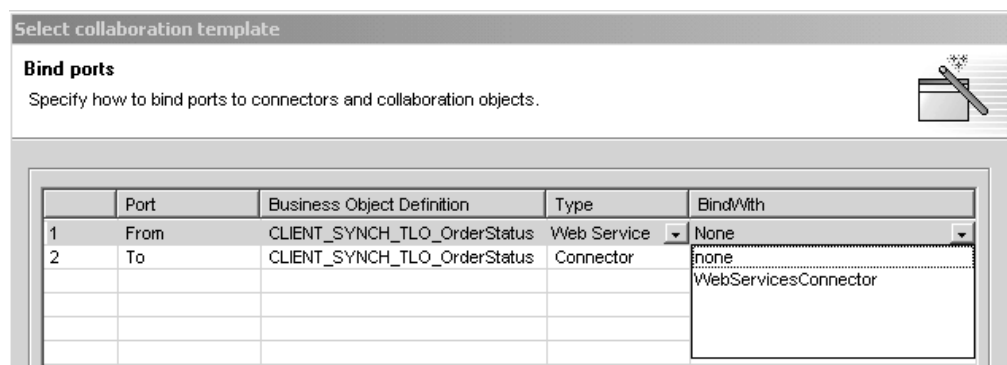 Select collaboration template
Bind ports
Specify how to bind ports to connectors and collaboration objects.
Port Business Object Definition Type BindWith
1 From CLIENT_SYNCH_TLO_OrderStatus Web Service None
2 To CLIENT_SYNCH_TLO_OrderStatus Connector none
WebServicesConnector